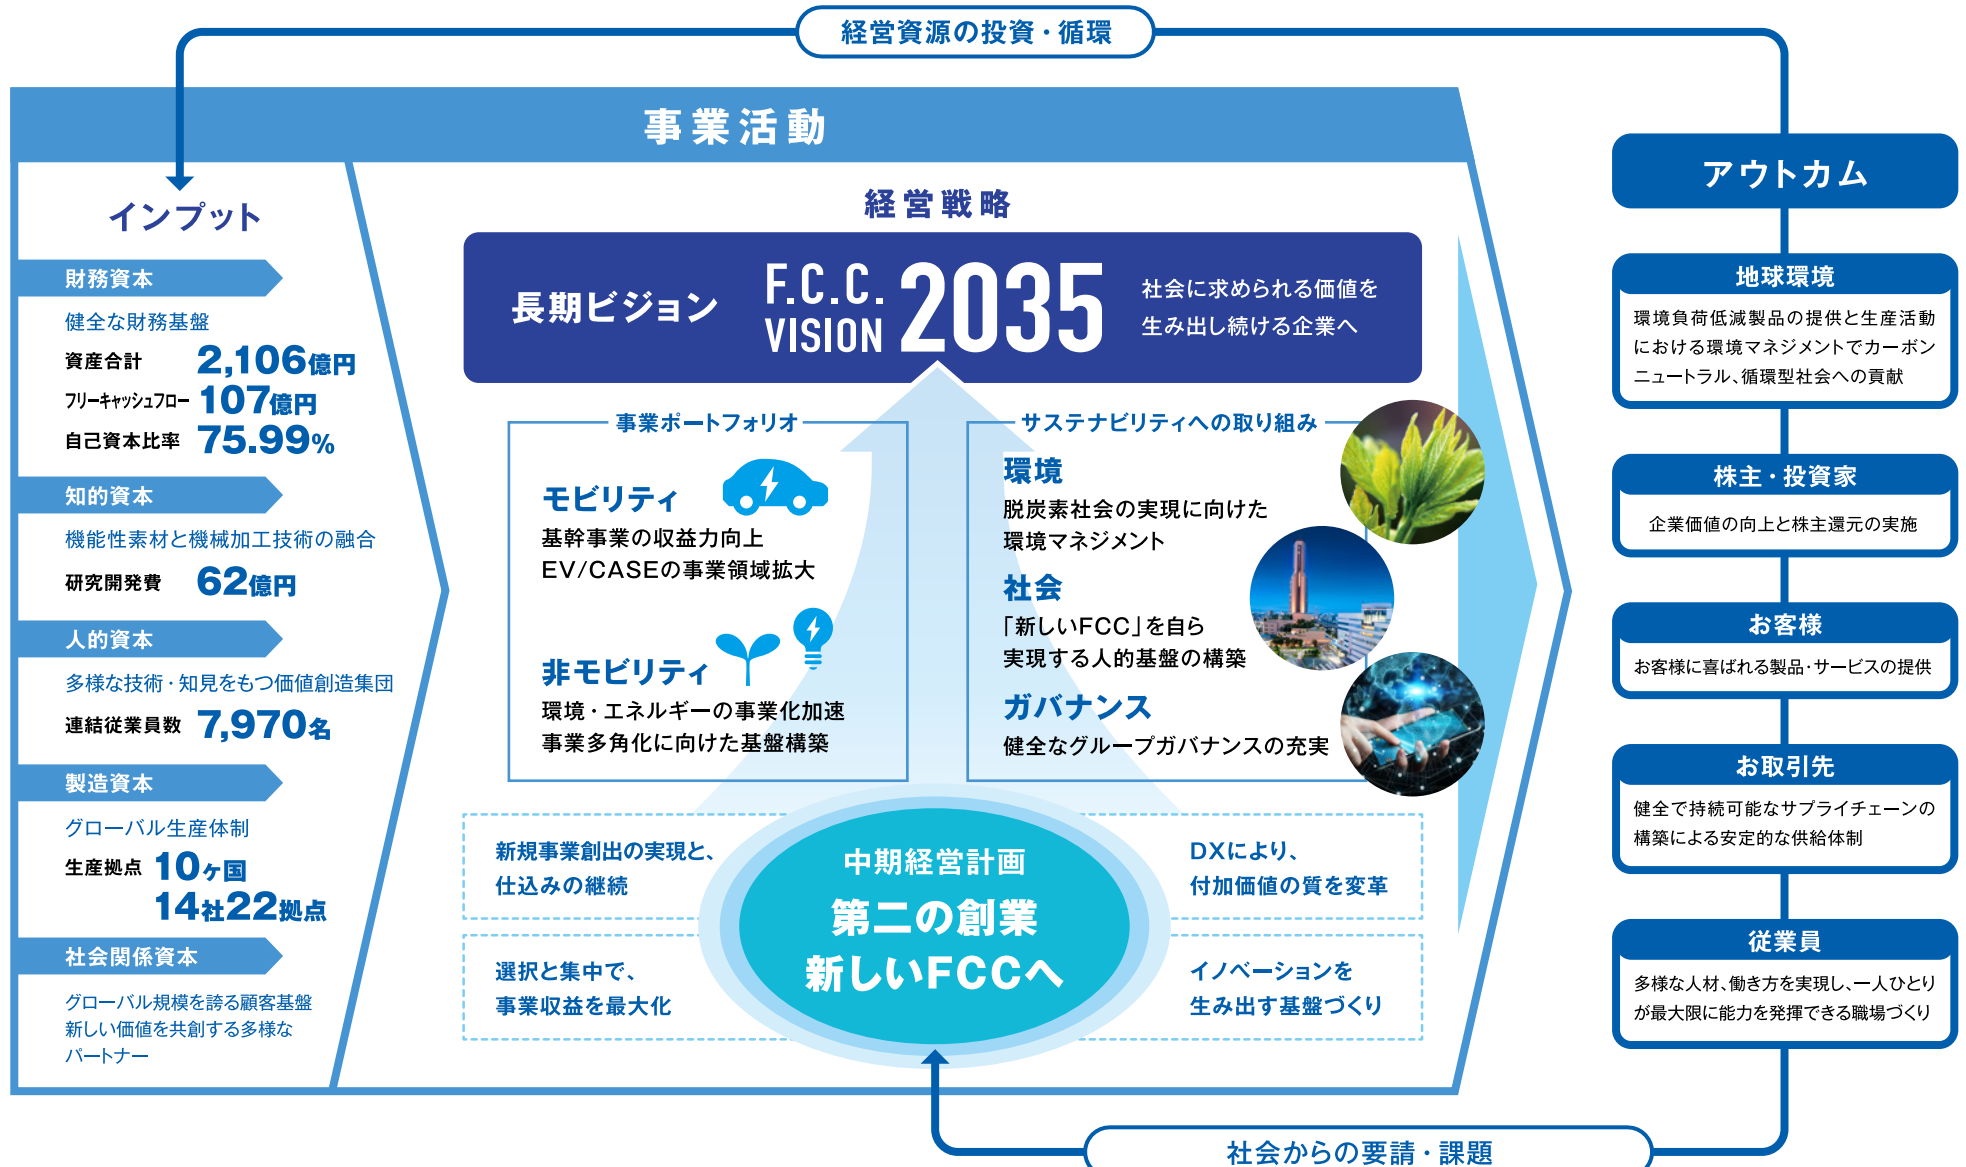 経営資源の投資・循環
事業活動
インプット
財務資本
健全な財務基盤
資産合計 2,106億円
フリーキャッシュフロー 107億円
自己資本比率 75.99%
知的資本
機能性素材と機械加工技術の融合
研究開発費 62億円
人的資本
多様な技術・知見をもつ価値創造集団
連結従業員数 7,970名
製造資本
グローバル生産体制
生産拠点 10ヶ国
14社22拠点
社会関係資本
グローバル規模を誇る顧客基盤
新しい価値を共創する多様な
パートナー
経営戦略
長期ビジョン
F.C.C.
VISION
2035
社会に求められる価値を
生み出し続ける企業へ
事業ポートフォリオ
モビリティ
基幹事業の収益力向上
EV/CASEの事業領域拡大
非モビリティ
環境・エネルギーの事業化加速
事業多角化に向けた基盤構築
サステナビリティへの取り組み
環境
脱炭素社会の実現に向けた
環境マネジメント
社会
「新しいFCC」を自ら
実現する人的基盤の構築
ガバナンス
健全なグループガバナンスの充実
新規事業創出の実現と、
仕込みの継続
選択と集中で、
事業収益を最大化
中期経営計画
第二の創業
新しいFCCへ
DXにより、
付加価値の質を変革
イノベーションを
生み出す基盤づくり
アウトカム
地球環境
環境負荷低減製品の提供と生産活動
における環境マネジメントでカーボン
ニュートラル、循環型社会への貢献
株主・投資家
企業価値の向上と株主還元の実施
お客様
お客様に喜ばれる製品・サービスの提供
お取引先
健全で持続可能なサプライチェーンの
構築による安定的な供給体制
従業員
多様な人材、働き方を実現し、一人ひとり
が最大限に能力を発揮できる職場づくり
社会からの要請・課題